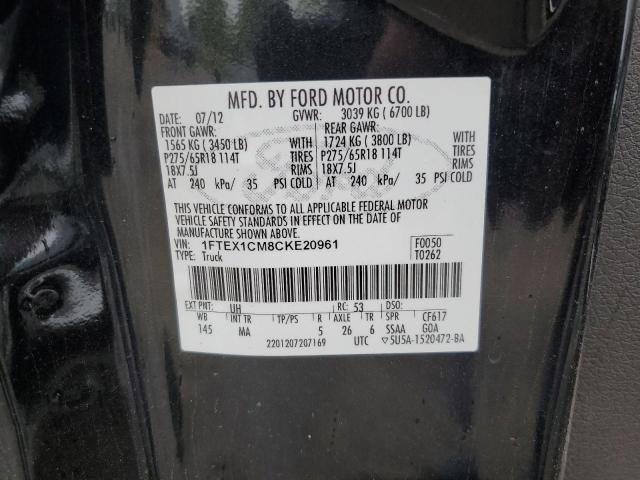 MFD. BY FORD MOTOR CO.
DATE: 07/12 GVWR: 3039 KG ( 6700 LB)
FRONT GAWR: REAR GAWR:
1565 KG ( 3450 LB) WITH 1724 KG ( 3800 LB) WITH
P275/65R18 114T TIRES P275/65R18 114T TIRES
18X7.5J RIMS 18X7.5J RIMS
AT 240 kPa/ 35 PSI COLD AT 240 kPa/ 35 PSI COLD
THIS VEHICLE CONFORMS TO ALL APPLICABLE FEDERAL MOTOR
VEHICLE SAFETY STANDARDS IN EFFECT ON THE DATE OF
MANUFACTURE SHOWN ABOVE.
VIN: 1FTEX1CM8CKE20961 F0050
TYPE: Truck T0262
EXT PNT: UH RC: 53 DSO:
WB INT TR TP/PS R AXLE TR SPR CF617
145 MA 5 26 6 SSAA GOA
2201207207169 UTC ▽5U5A-1520472-BA